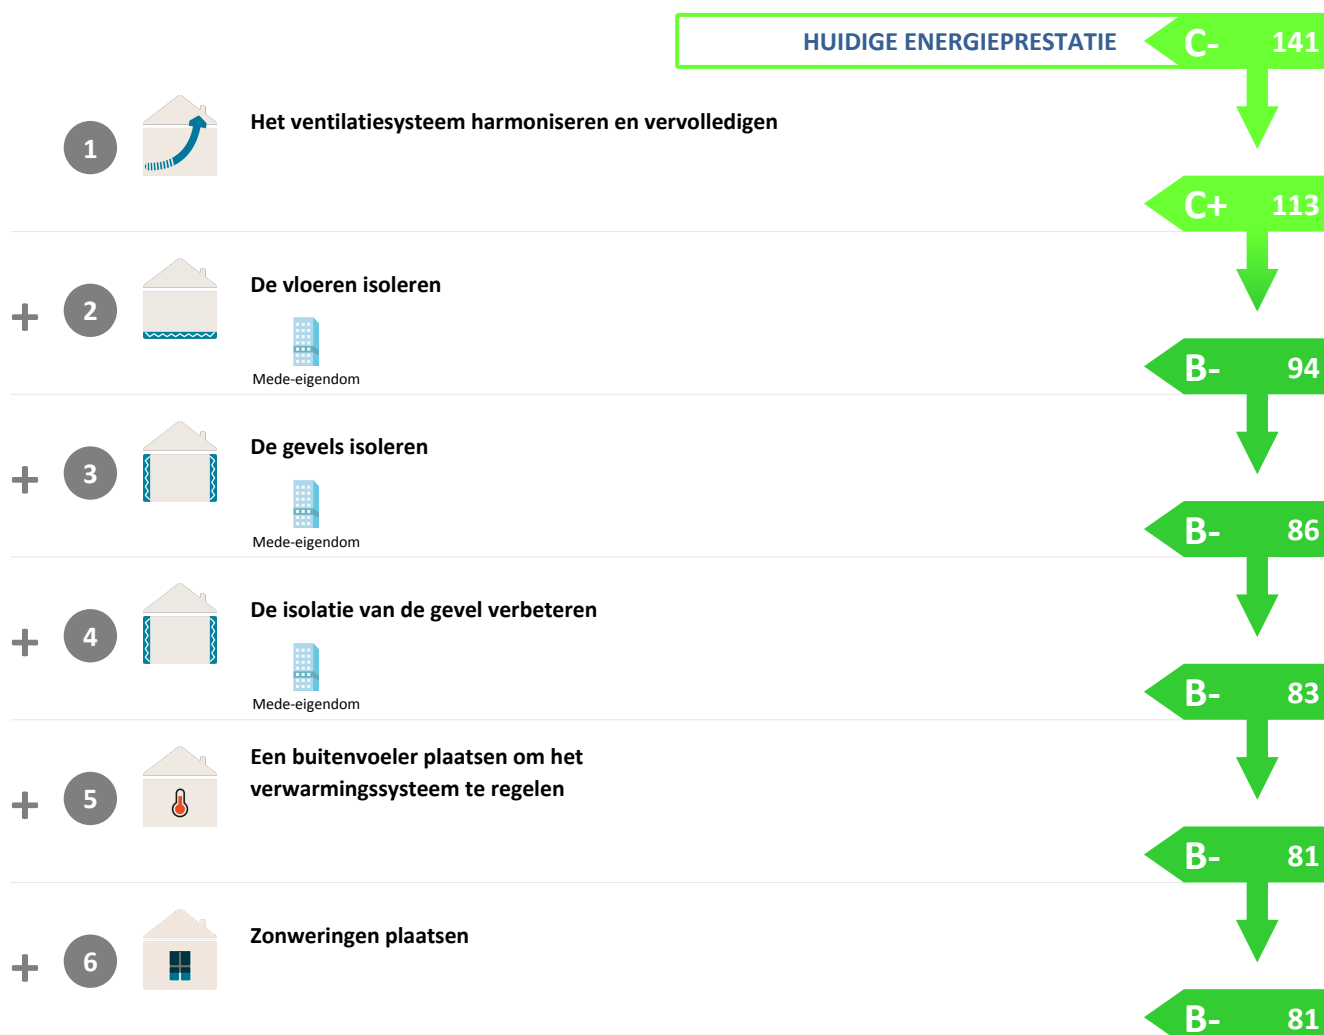 HUIDIGE ENERGIEPRESTATIE C- 141
1 Het ventilatiesysteem harmoniseren en vervolledigen
C+ 113
+ 2 De vloeren isoleren
Mede-eigendom
B- 94
+ 3 De gevels isoleren
Mede-eigendom
B- 86
+ 4 De isolatie van de gevel verbeteren
Mede-eigendom
B- 83
+ 5 Een buitenvoeler plaatsen om het
verwarmingssysteem te regelen
B- 81
+ 6 Zonweringen plaatsen
B- 81